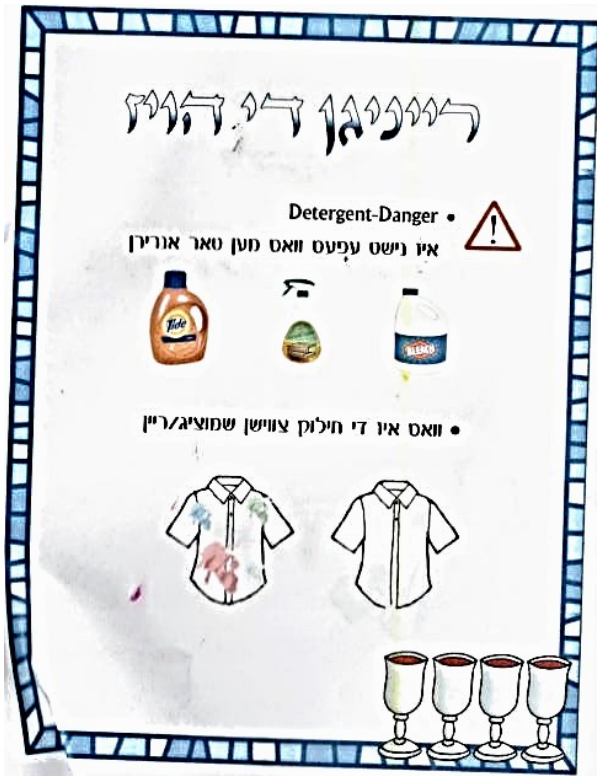 רייניגן די הויז
Detergent-Danger •
איז נישט עפעס וואס מען טאר אנרירן
Tide
BLEACH
• וואס איז די חילוק צווישן שמוציג/ריין